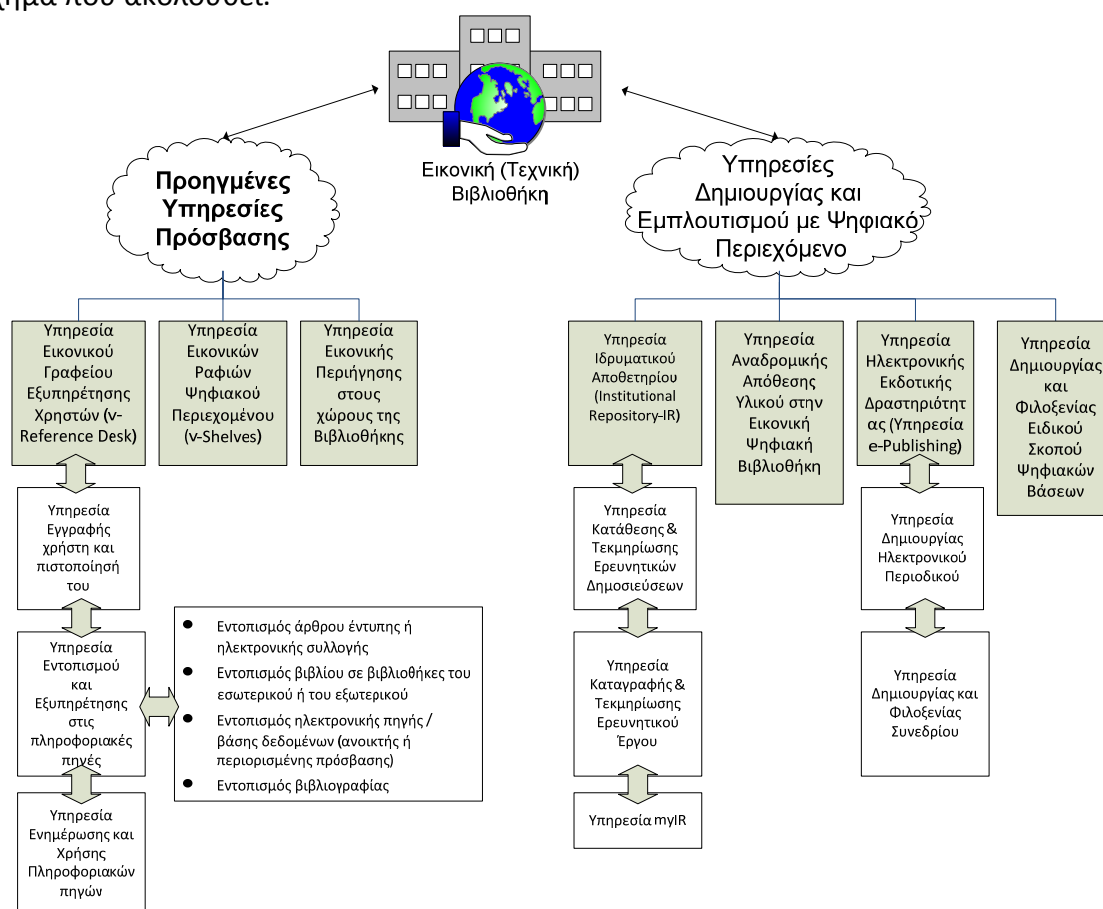 χήμα που ακολουθεί.
Εικονική (Τεχνική)
Βιβλιοθήκη
Προηγμένες
Υπηρεσίες
Πρόσβασης
Υπηρεσίες
Δημιουργίας και
Εμπλουτισμού με Ψηφιακό
Περιεχόμενο
Υπηρεσία
Εικονικού
Γραφείου
Εξυπηρέτησης
Χρηστών (v-
Reference Desk)
Υπηρεσία
Εικονικών
Ραφιών
Ψηφιακού
Περιεχομένου
(v-Shelves)
Υπηρεσία
Εικονικής
Περιήγησης
στους
χώρους της
Βιβλιοθήκης
Υπηρεσία
Ιδρυματικού
Αποθετηρίου
(Institutional
Repository-IR)
Υπηρεσία
Αναδρομικής
Απόθεσης
Υλικού στην
Εικονική
Ψηφιακή
Βιβλιοθήκη
Υπηρεσία
Ηλεκτρονικής
Εκδοτικής
Δραστηριότητ
ας (Υπηρεσία
e-Publishing)
Υπηρεσία
Δημιουργίας
και
Φιλοξενίας
Ειδικού
Σκοπού
Ψηφιακών
Βάσεων
Υπηρεσία
Εγγραφής
χρήστη και
πιστοποίησή
του
Υπηρεσία
Εντοπισμού
και
Εξυπηρέτησης
στις
πληροφοριακές
πηγές
Υπηρεσία
Ενημέρωσης και
Χρήσης
Πληροφοριακών
πηγών
● Εντοπισμός άρθρου έντυπης ή
ηλεκτρονικής συλλογής
● Εντοπισμός βιβλίου σε βιβλιοθήκες του
εσωτερικού ή του εξωτερικού
● Εντοπισμός ηλεκτρονικής πηγής /
βάσης δεδομένων (ανοικτής ή
περιορισμένης πρόσβασης)
● Εντοπισμός βιβλιογραφίας
Υπηρεσία
Κατάθεσης &
Τεκμηρίωσης
Ερευνητικών
Δημοσιεύσεων
Υπηρεσία
Καταγραφής &
Τεκμηρίωσης
Ερευνητικού
Έργου
Υπηρεσία myIR
Υπηρεσία
Δημιουργίας
Ηλεκτρονικού
Περιοδικού
Υπηρεσία
Δημιουργίας και
Φιλοξενίας
Συνεδρίου